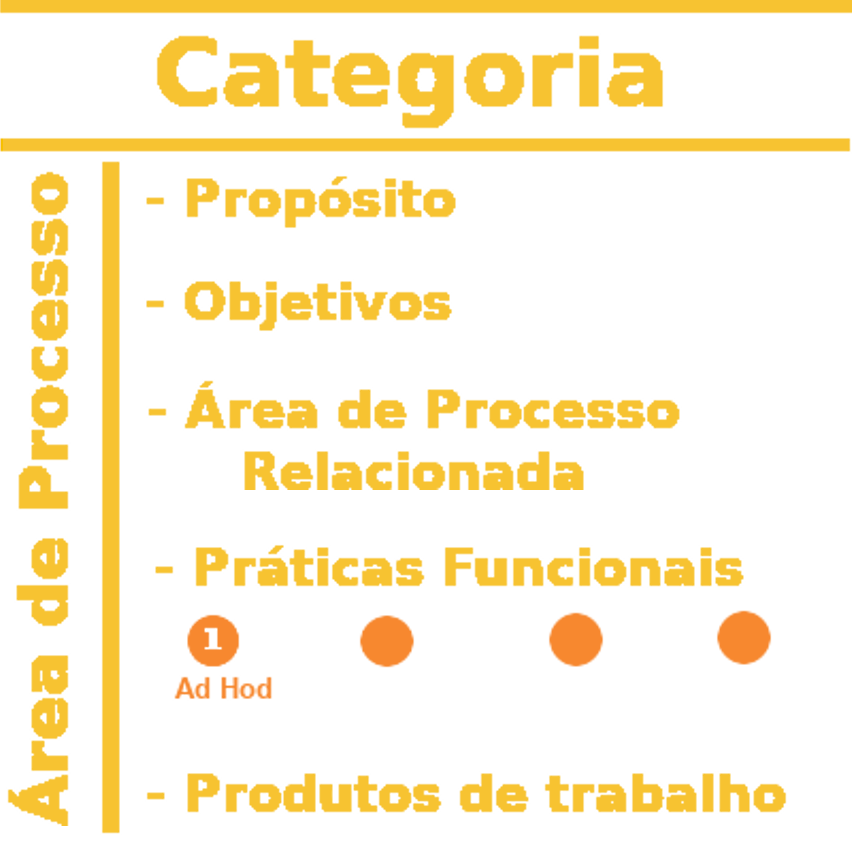 Categoria
Área de Processo
- Propósito
- Objetivos
- Área de Processo
Relacionada
- Práticas Funcionais
1
Ad Hod
- Produtos de trabalho